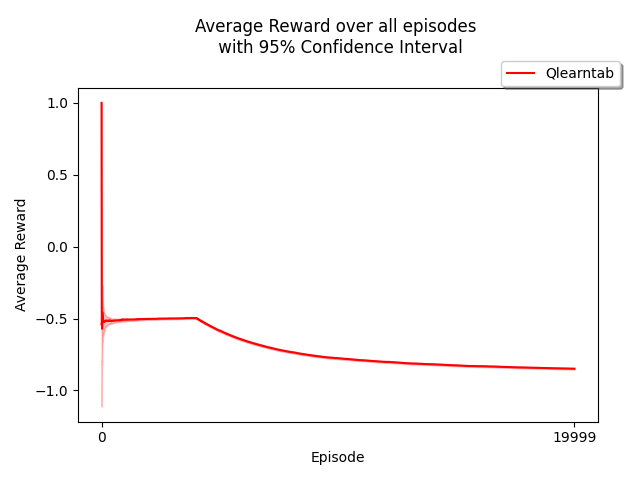 Average Reward over all episodes
with 95% Confidence Interval
Qlearntab
1.0
0.5
0.0
−0.5
−1.0
Average Reward
0
19999
Episode